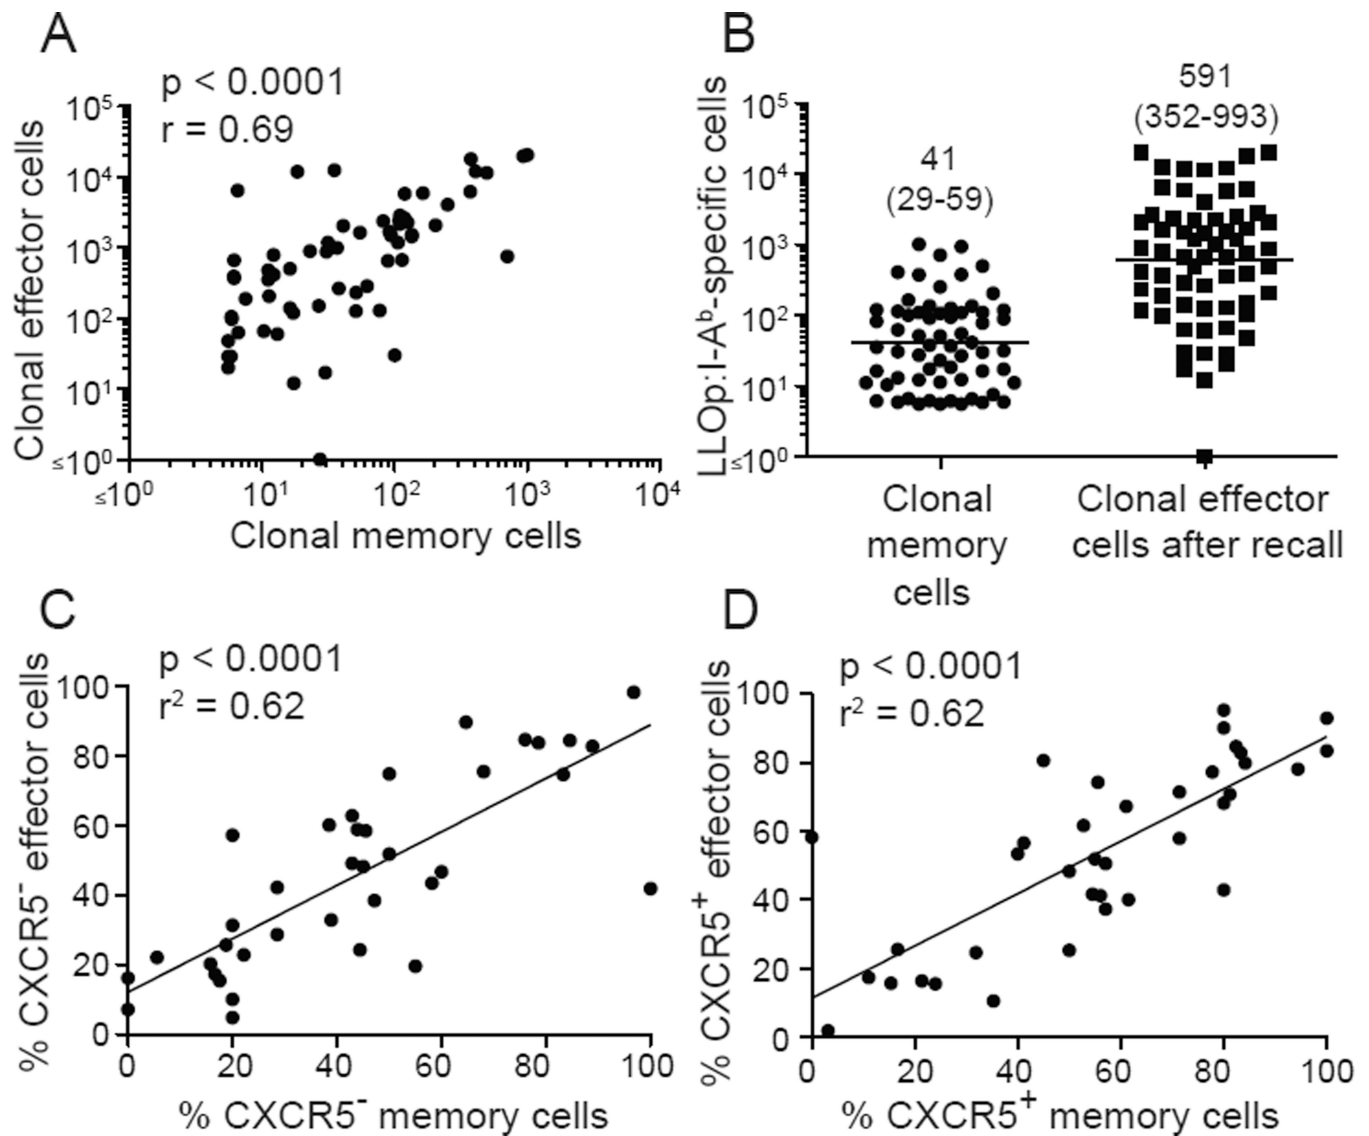 A
p < 0.0001
r = 0.69
Clonal effector cells
10⁵
10⁴
10³
10²
10¹
≤10⁰
≤10⁰
10¹
10²
10³
10⁴
Clonal memory cells
B
LLOp:I-Aᵇ-specific cells
10⁵
10⁴
10³
10²
10¹
≤10⁰
41
(29-59)
591
(352-993)
Clonal
memory
cells
Clonal effector
cells after recall
C
p < 0.0001
r² = 0.62
% CXCR5⁻ effector cells
100
80
60
40
20
0
0
20
40
60
80
100
% CXCR5⁻ memory cells
D
p < 0.0001
r² = 0.62
% CXCR5⁺ effector cells
100
80
60
40
20
0
0
20
40
60
80
100
% CXCR5⁺ memory cells